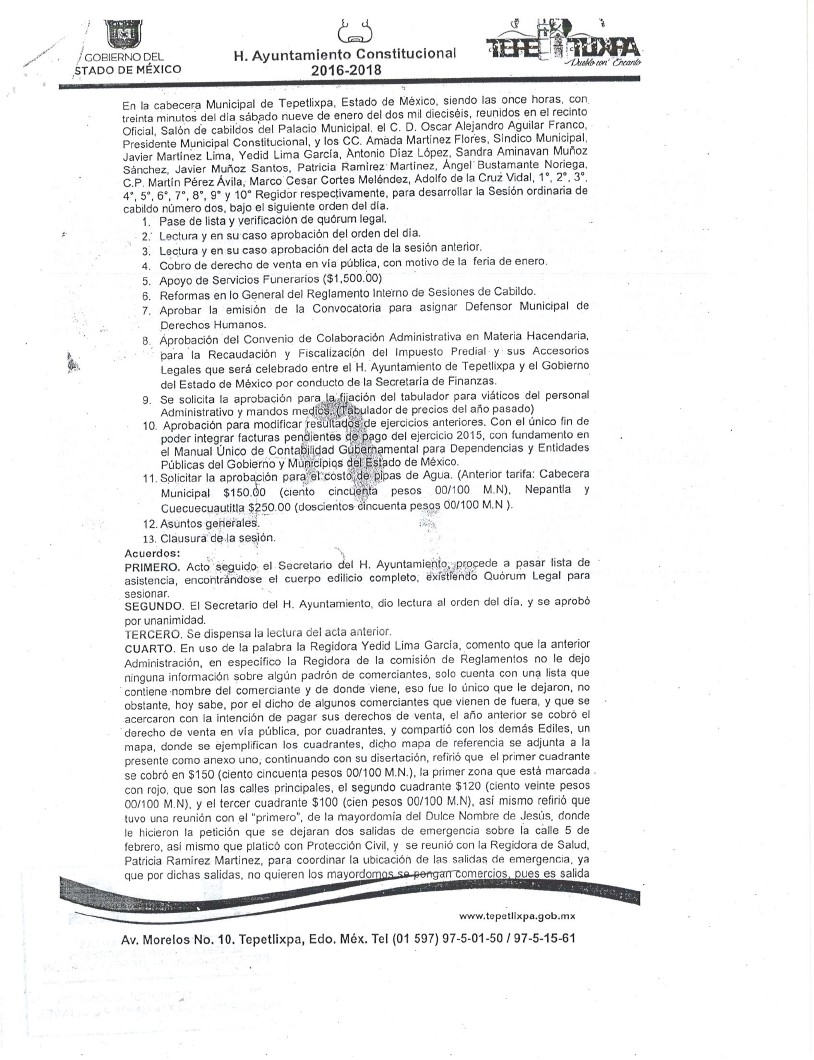 GOBIERNO DEL
STADO DE MÉXICO
H. Ayuntamiento Constitucional
2016-2018
TEPETLIXPA
Pueblo con Encanto
En la cabecera Municipal de Tepetlixpa, Estado de México, siendo las once horas, con
treinta minutos del día sábado nueve de enero del dos mil dieciséis, reunidos en el recinto
Oficial, Salón de cabildos del Palacio Municipal, el C. D. Oscar Alejandro Aguilar Franco,
Presidente Municipal Constitucional, y los CC. Amada Martínez Flores, Síndico Municipal,
Javier Martínez Lima, Yedid Lima García, Antonio Díaz López, Sandra Aminavan Muñoz
Sánchez, Javier Muñoz Santos, Patricia Ramírez Martínez, Ángel Bustamante Noriega,
C.P. Martín Pérez Ávila, Marco Cesar Cortes Meléndez, Adolfo de la Cruz Vidal, 1°, 2°, 3°,
4°, 5°, 6°, 7°, 8°, 9° y 10° Regidor respectivamente, para desarrollar la Sesión ordinaria de
cabildo número dos, bajo el siguiente orden del día.
1. Pase de lista y verificación de quórum legal.
2. Lectura y en su caso aprobación del orden del día.
3. Lectura y en su caso aprobación del acta de la sesión anterior.
4. Cobro de derecho de venta en vía pública, con motivo de la feria de enero.
5. Apoyo de Servicios Funerarios ($1,500.00)
6. Reformas en lo General del Reglamento Interno de Sesiones de Cabildo.
7. Aprobar la emisión de la Convocatoria para asignar Defensor Municipal de
Derechos Humanos.
8. Aprobación del Convenio de Colaboración Administrativa en Materia Hacendaria,
para la Recaudación y Fiscalización del Impuesto Predial y sus Accesorios
Legales que será celebrado entre el H. Ayuntamiento de Tepetlixpa y el Gobierno
del Estado de México por conducto de la Secretaría de Finanzas.
9. Se solicita la aprobación para la fijación del tabulador para viáticos del personal
Administrativo y mandos medios. (Tabulador de precios del año pasado)
10. Aprobación para modificar resultados de ejercicios anteriores. Con el único fin de
poder integrar facturas pendientes de pago del ejercicio 2015, con fundamento en
el Manual Único de Contabilidad Gubernamental para Dependencias y Entidades
Públicas del Gobierno y Municipios del Estado de México.
11. Solicitar la aprobación para el costo de pipas de Agua. (Anterior tarifa: Cabecera
Municipal $150.00 (ciento cincuenta pesos 00/100 M.N), Nepantla y
Cuecuecuautitla $250.00 (doscientos cincuenta pesos 00/100 M.N ).
12. Asuntos generales.
13. Clausura de la sesión.
Acuerdos:
PRIMERO. Acto seguido el Secretario del H. Ayuntamiento, procede a pasar lista de
asistencia, encontrándose el cuerpo edilicio completo, existiendo Quórum Legal para
sesionar.
SEGUNDO. El Secretario del H. Ayuntamiento, dio lectura al orden del día, y se aprobó
por unanimidad.
TERCERO. Se dispensa la lectura del acta anterior.
CUARTO. En uso de la palabra la Regidora Yedid Lima García, comento que la anterior
Administración, en específico la Regidora de la comisión de Reglamentos no le dejo
ninguna información sobre algún padrón de comerciantes, solo cuenta con una lista que
contiene nombre del comerciante y de donde viene, eso fue lo único que le dejaron, no
obstante, hoy sabe, por el dicho de algunos comerciantes que vienen de fuera, y que se
acercaron con la intención de pagar sus derechos de venta, el año anterior se cobró el
derecho de venta en vía pública, por cuadrantes, y compartió con los demás Ediles, un
mapa, donde se ejemplifican los cuadrantes, dicho mapa de referencia se adjunta a la
presente como anexo uno, continuando con su disertación, refirió que el primer cuadrante
se cobró en $150 (ciento cincuenta pesos 00/100 M.N.), la primer zona que está marcada
con rojo, que son las calles principales, el segundo cuadrante $120 (ciento veinte pesos
00/100 M.N), y el tercer cuadrante $100 (cien pesos 00/100 M.N), así mismo refirió que
tuvo una reunión con el "primero", de la mayordomía del Dulce Nombre de Jesús, donde
le hicieron la petición que se dejaran dos salidas de emergencia sobre la calle 5 de
febrero, así mismo que platicó con Protección Civil, y se reunió con la Regidora de Salud,
Patricia Ramírez Martinez, para coordinar la ubicación de las salidas de emergencia, ya
que por dichas salidas, no quieren los mayordomos se pongan comercios, pues es salida
www.tepetlixpa.gob.mx
Av. Morelos No. 10. Tepetlixpa, Edo. Méx. Tel (01 597) 97-5-01-50 / 97-5-15-61